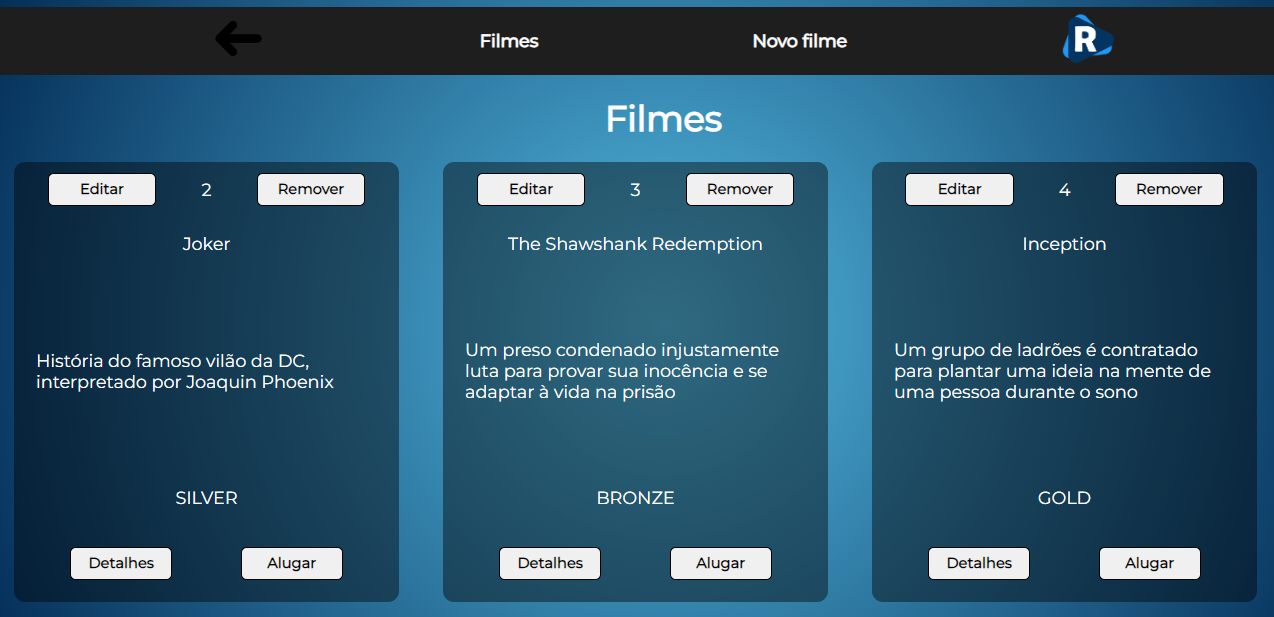 Filmes
Novo filme
R
Filmes
Editar
2
Remover
Joker
História do famoso vilão da DC,
interpretado por Joaquin Phoenix
SILVER
Detalhes
Alugar
Editar
3
Remover
The Shawshank Redemption
Um preso condenado injustamente
luta para provar sua inocência e se
adaptar à vida na prisão
BRONZE
Detalhes
Alugar
Editar
4
Remover
Inception
Um grupo de ladrões é contratado
para plantar uma ideia na mente de
uma pessoa durante o sono
GOLD
Detalhes
Alugar